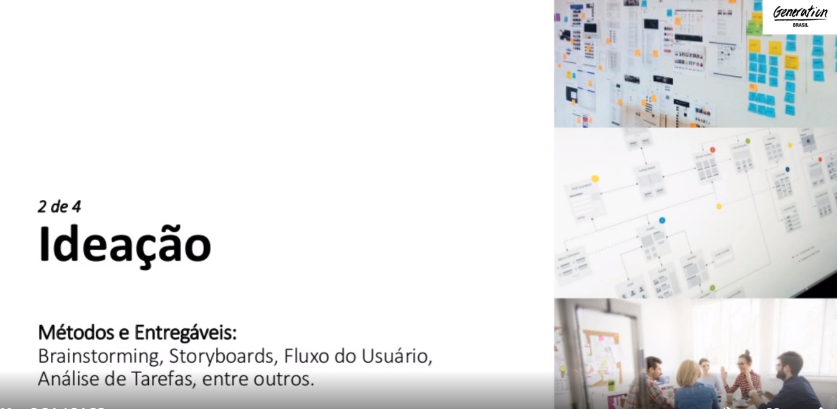 Generation
BRASIL
2 de 4
Ideação
Métodos e Entregáveis:
Brainstorming, Storyboards, Fluxo do Usuário,
Análise de Tarefas, entre outros.